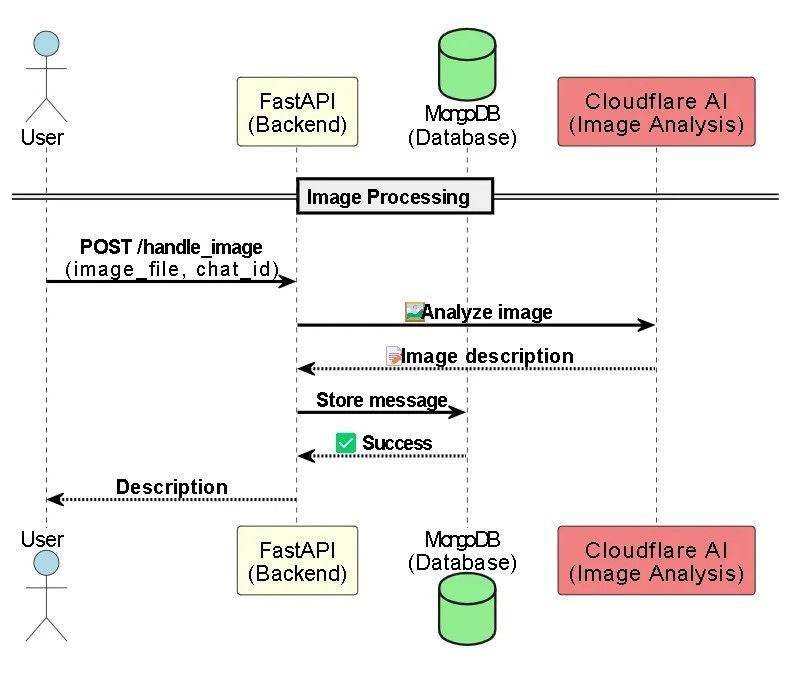 User
FastAPI
(Backend)
MongoDB
(Database)
Cloudflare AI
(Image Analysis)
Image Processing
POST /handle_image
(image_file, chat_id)
Analyze image
Image description
Store message
✅ Success
Description
User
FastAPI
(Backend)
MongoDB
(Database)
Cloudflare AI
(Image Analysis)